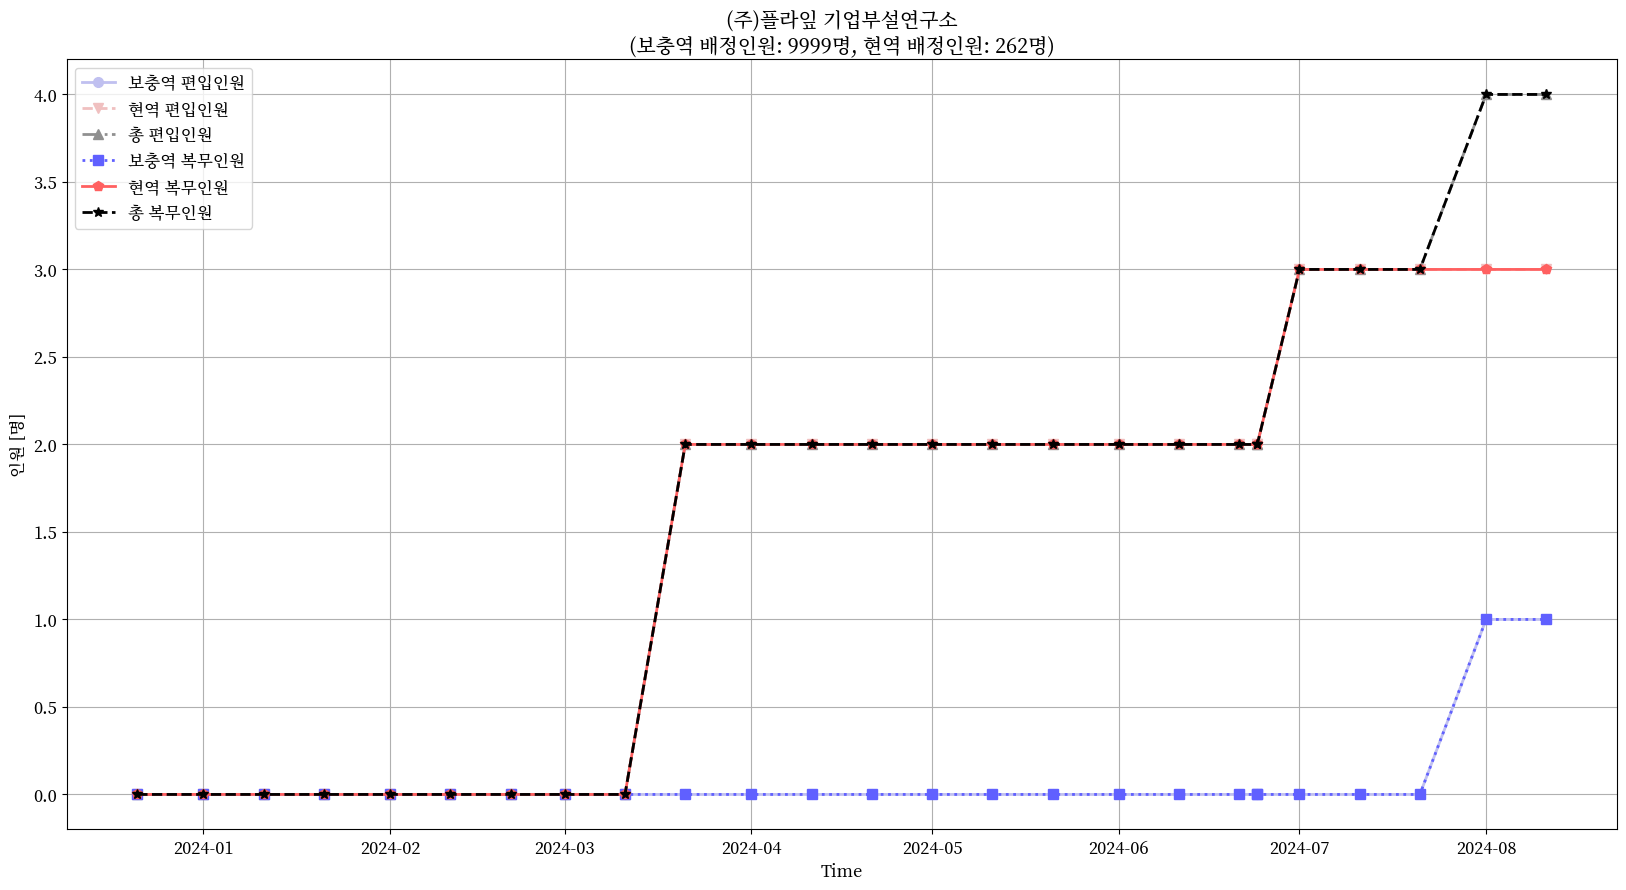 (주)플라잎 기업부설연구소
(보충역 배정인원: 9999명, 현역 배정인원: 262명)
보충역 편입인원
현역 편입인원
총 편입인원
보충역 복무인원
현역 복무인원
총 복무인원
인원 [명]
4.0
3.5
3.0
2.5
2.0
1.5
1.0
0.5
0.0
2024-01
2024-02
2024-03
2024-04
2024-05
2024-06
2024-07
2024-08
Time